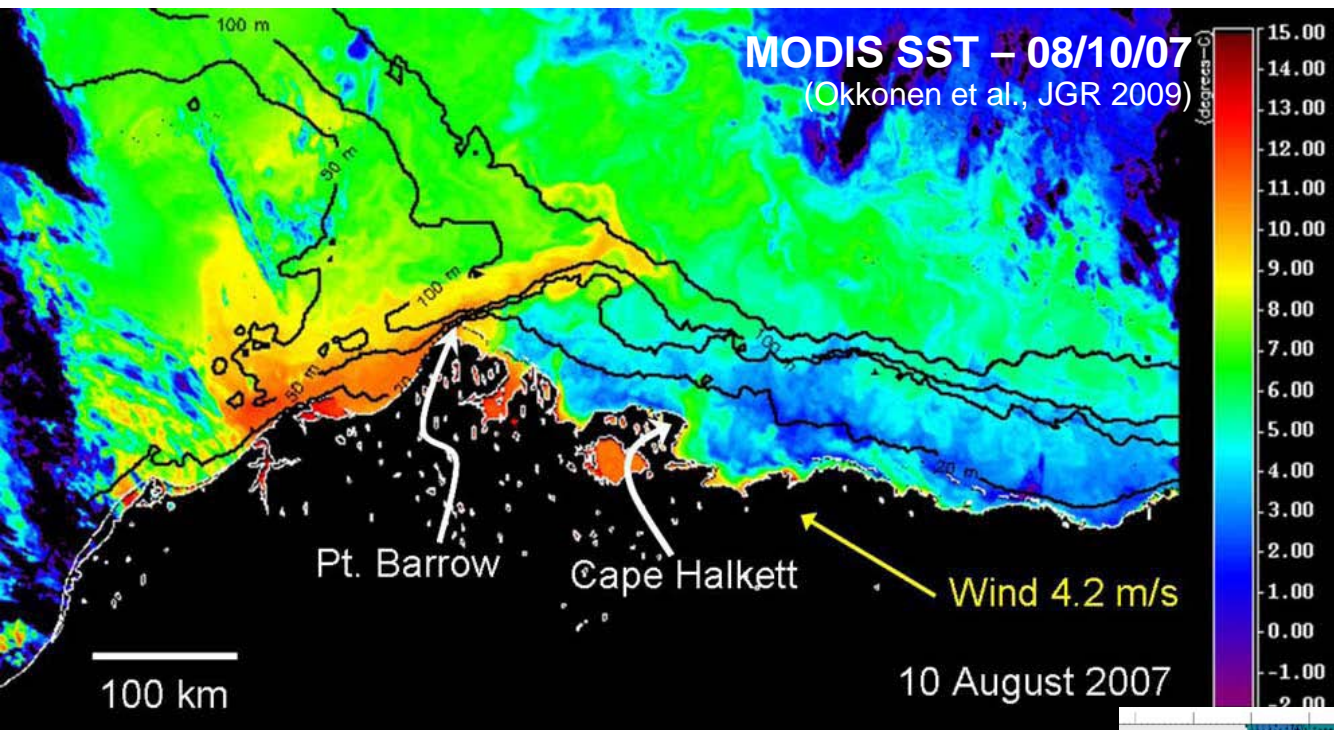 MODIS SST – 08/10/07
(Okkonen et al., JGR 2009)
(degrees-C)
100 m
50 m
100 m
50 m
20
100 m
20 m
15.00
14.00
13.00
12.00
11.00
10.00
9.00
8.00
7.00
6.00
5.00
4.00
3.00
2.00
1.00
0.00
-1.00
-2.00
Pt. Barrow
Cape Halkett
Wind 4.2 m/s
100 km
10 August 2007